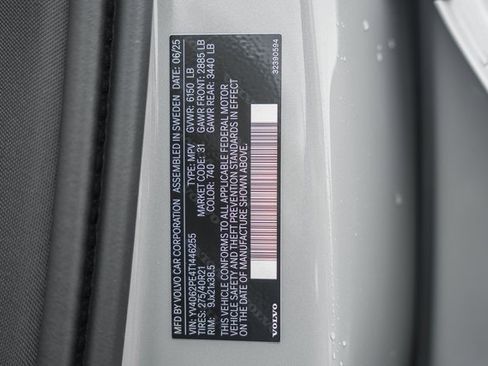 MFD BY VOLVO CAR CORPORATION ASSEMBLED IN SWEDEN DATE: 06/25
VIN: YV4062PE4T1446255 TYPE: MPV GVWR: 6150 LB
TIRES: 275/40R21 MARKET CODE: 31 GAWR FRONT: 2885 LB
RIM: 9Jx21x38.5 COLOR: 740 GAWR REAR: 3440 LB
THIS VEHICLE CONFORMS TO ALL APPLICABLE FEDERAL MOTOR
VEHICLE SAFETY AND THEFT PREVENTION STANDARDS IN EFFECT
ON THE DATE OF MANUFACTURE SHOWN ABOVE.
VOLVO 32390594